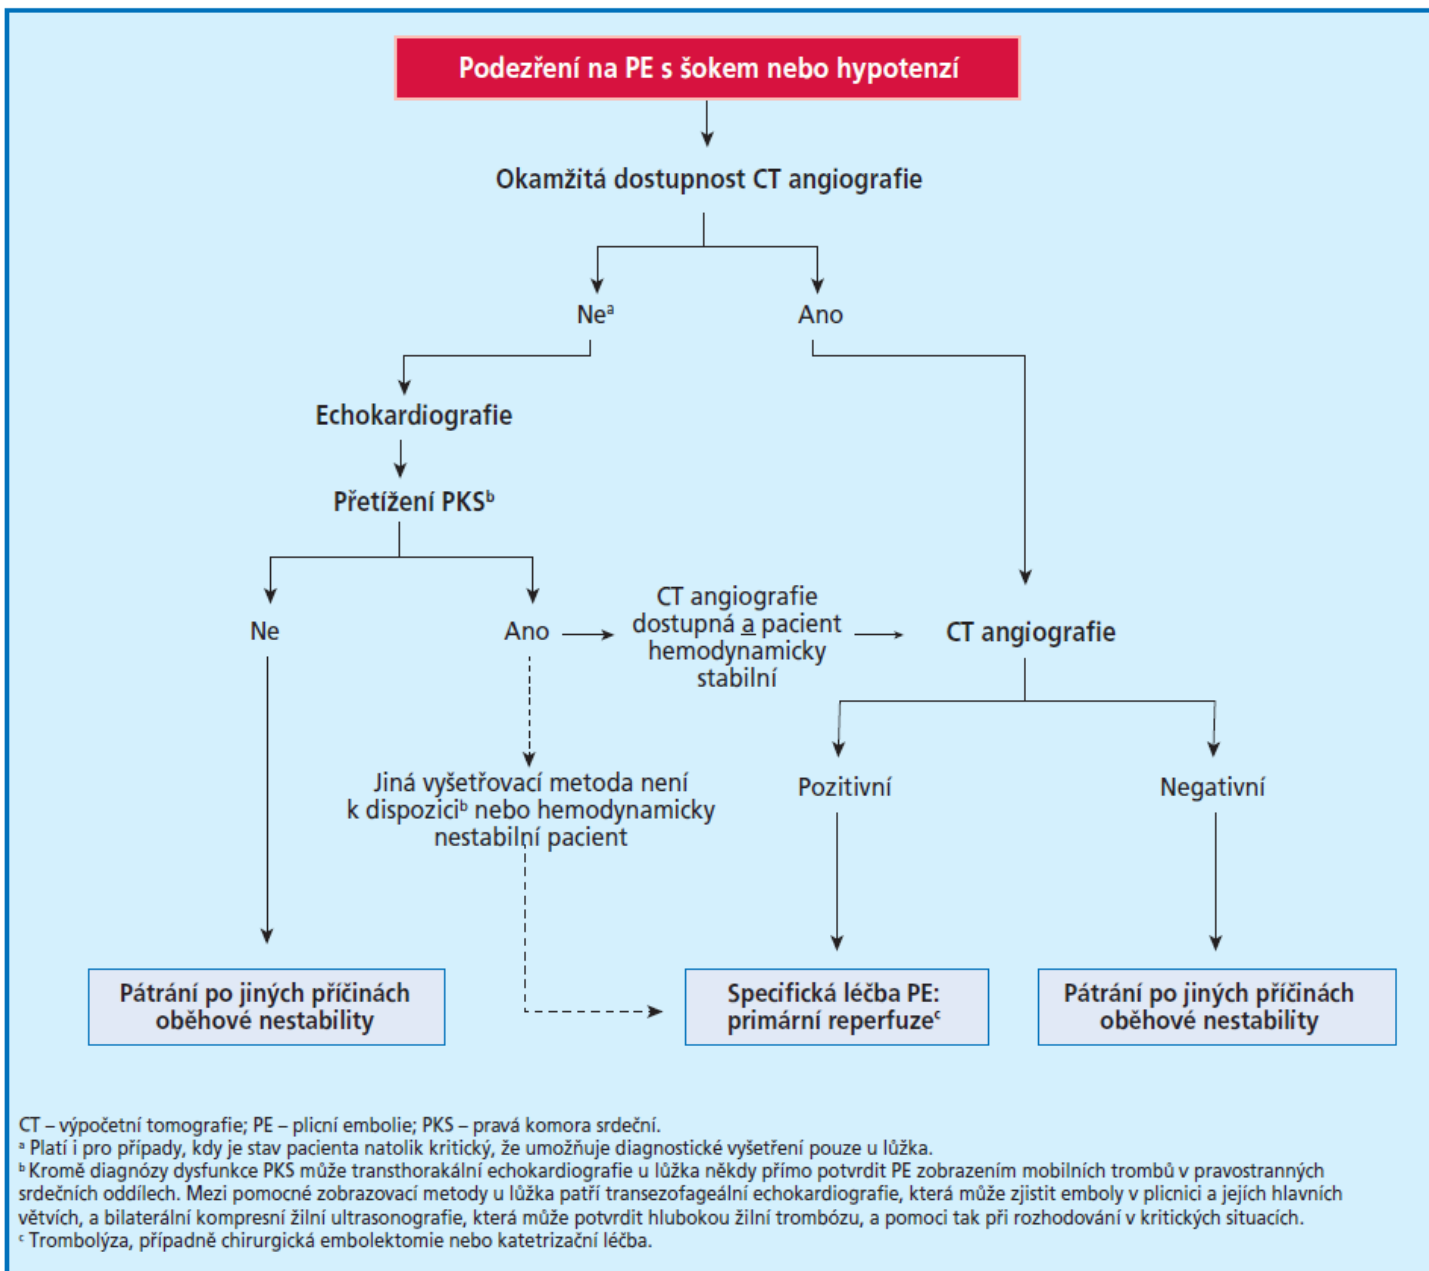 Podezření na PE s šokem nebo hypotenzí
Okamžitá dostupnost CT angiografie
Neᵃ
Ano
Echokardiografie
Přetížení PKSᵇ
Ne
Ano
CT angiografie
dostupná a pacient
hemodynamicky
stabilní
CT angiografie
Jiná vyšetřovací metoda není
k dispoziciᵇ nebo hemodynamicky
nestabilní pacient
Pozitivní
Negativní
Pátrání po jiných příčinách
oběhové nestability
Specifická léčba PE:
primární reperfuzeᶜ
Pátrání po jiných příčinách
oběhové nestability
CT – výpočetní tomografie; PE – plicní embolie; PKS – pravá komora srdeční.
ᵃ Platí i pro případy, kdy je stav pacienta natolik kritický, že umožňuje diagnostické vyšetření pouze u lůžka.
ᵇ Kromě diagnózy dysfunkce PKS může transthorakální echokardiografie u lůžka někdy přímo potvrdit PE zobrazením mobilních trombů v pravostranných
srdečních oddílech. Mezi pomocné zobrazovací metody u lůžka patří transezofageální echokardiografie, která může zjistit emboly v plicnici a jejích hlavních
větvích, a bilaterální kompresní žilní ultrasonografie, která může potvrdit hlubokou žilní trombózu, a pomoci tak při rozhodování v kritických situacích.
ᶜ Trombolýza, případně chirurgická embolektomie nebo katetrizační léčba.